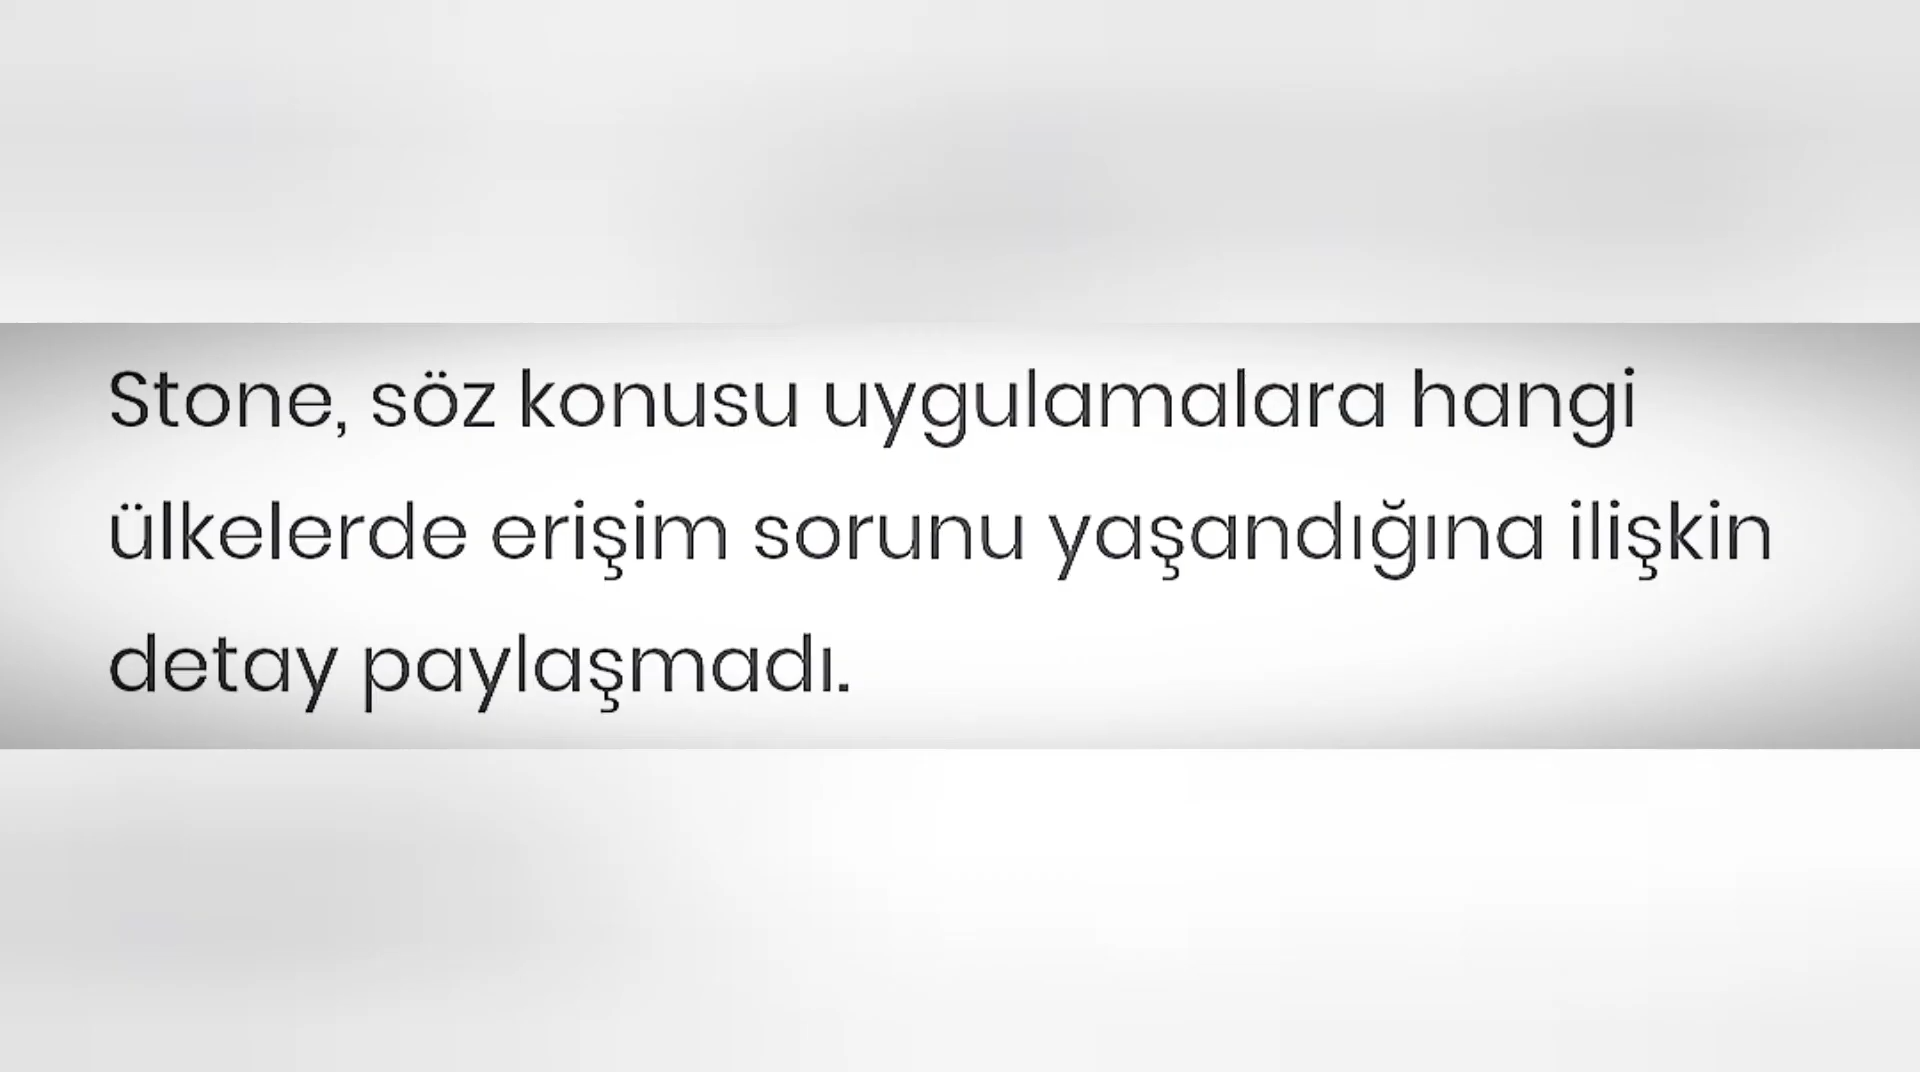 Stone, söz konusu uygulamalara hangi
ülkelerde erişim sorunu yaşandığına ilişkin
detay paylaşmadı.